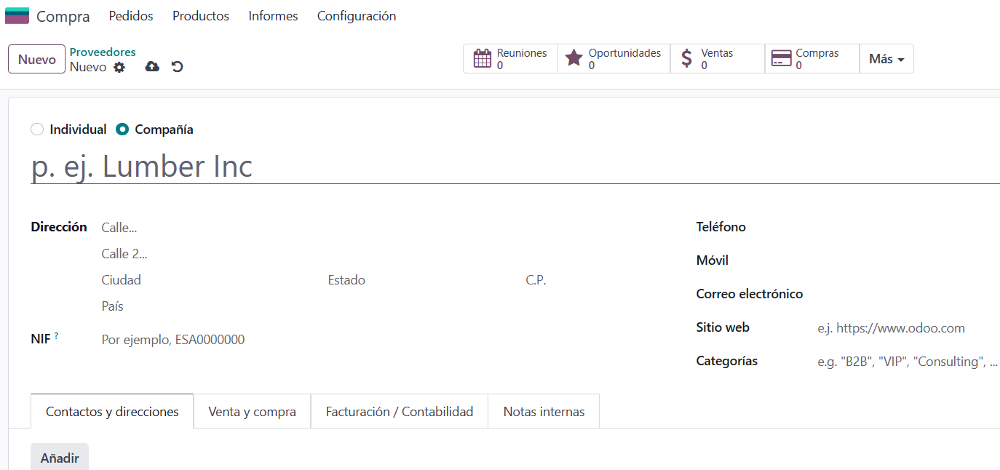 Compra Pedidos Productos Informes Configuración
Nuevo Proveedores Reuniones Oportunidades Ventas Compras Más
Nuevo 0 0 0 0
Individual Compañía
p. ej. Lumber Inc
Dirección Calle... Teléfono
Calle 2... Móvil
Ciudad Estado C.P.
Correo electrónico
País
Sitio web e.j. https://www.odoo.com
NIF ? Por ejemplo, ESA0000000
Categorías e.g. "B2B", "VIP", "Consulting", ...
Contactos y direcciones Venta y compra Facturación / Contabilidad Notas internas
Añadir